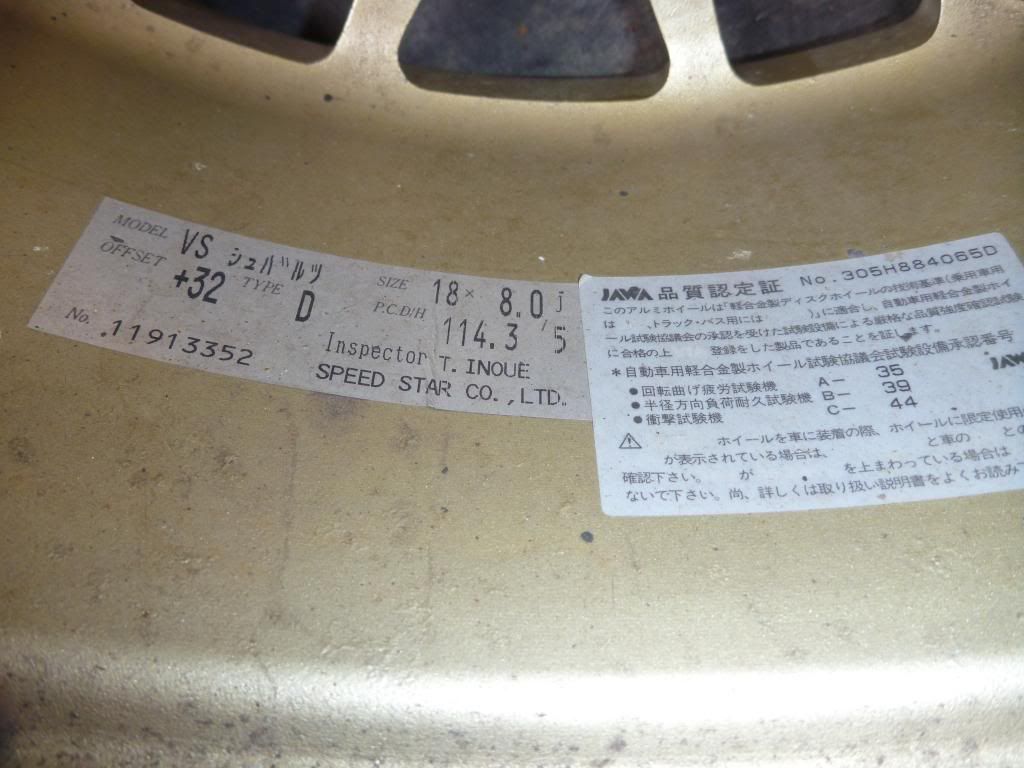 MODEL VS シュバルツ SIZE 18× 8.0 J
OFFSET +32 TYPE D P.C.D/H 114.3/5
No. .11913352 Inspector T. INOUE
SPEED STAR CO.,LTD.
JAWA 品質認定証 No. 305H884065D
このアルミホイールは「軽合金製ディスクホイールの技術基準(乗用車用
は 、トラック・バス用には )」に適合し、自動車用軽合金製ホイ
ール試験協議会の承認を受けた試験設備による厳格な品質強度確認試験
に合格の上 登録をした製品であることを証します。
*自動車用軽合金製ホイール試験協議会試験設備承認番号
●回転曲げ疲労試験機 A— 35
●半径方向負荷耐久試験機 B— 39
●衝撃試験機 C— 44
JAW
ホイールを車に装着の際、ホイールに限定使用
が表示されている場合は、 と車の との
確認下さい。 が を上まわっている場合は
ないで下さい。尚、詳しくは取り扱い説明書をよくお読み